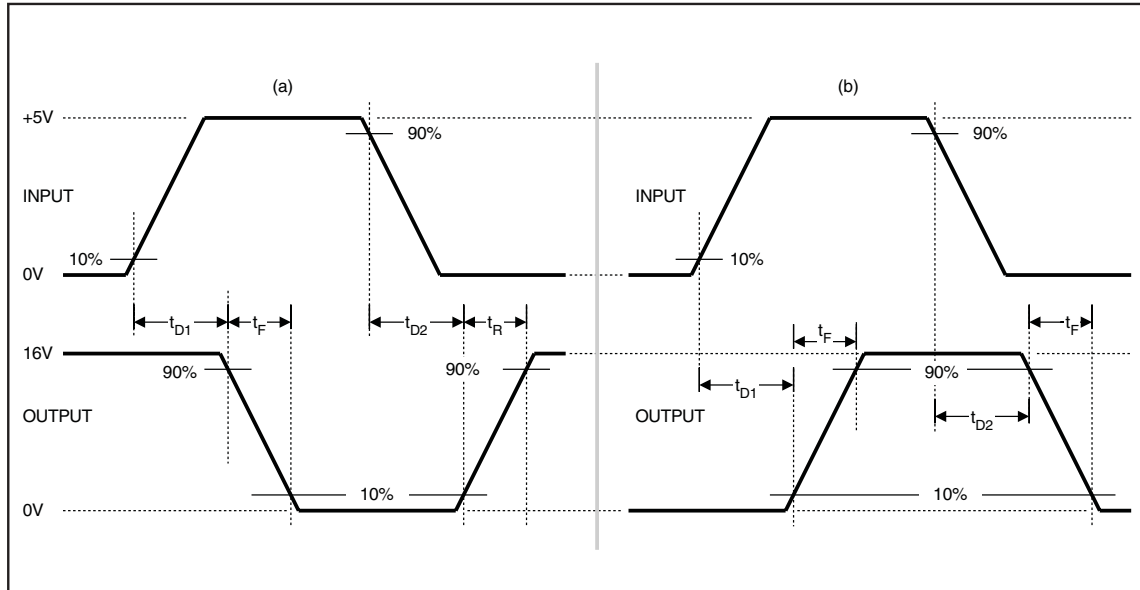 (a)
(b)
+5V
90%
90%
INPUT
INPUT
10%
10%
0V
tD1
tF
tD2
tR
tF
tF
16V
90%
90%
90%
tD1
OUTPUT
OUTPUT
tD2
10%
10%
0V